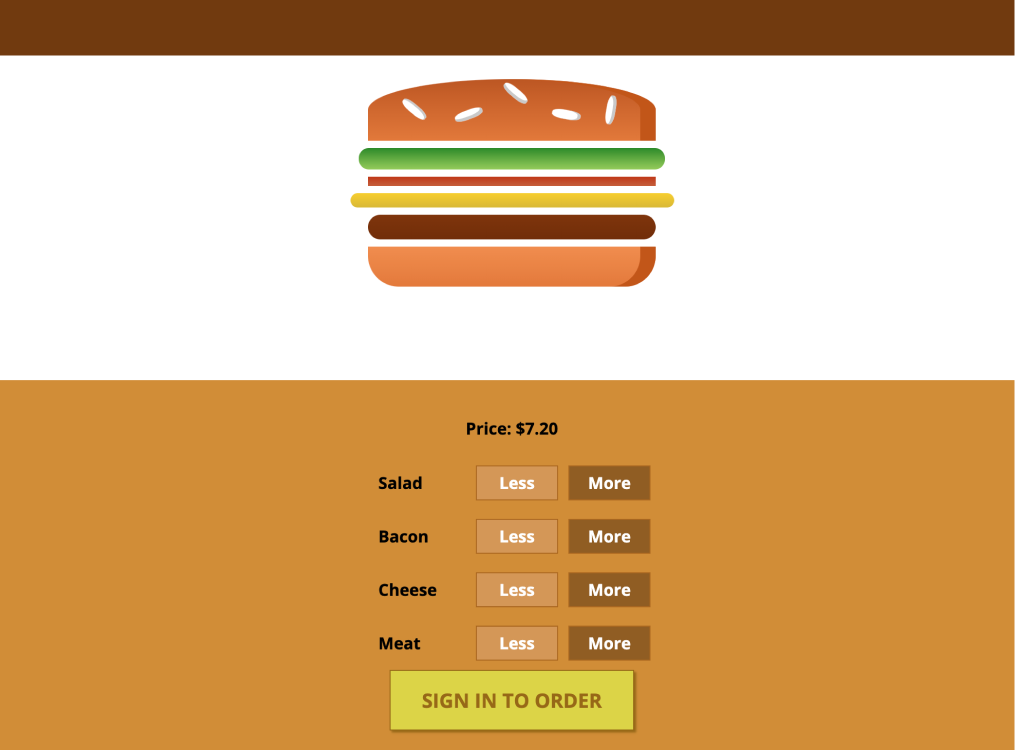 Price: $7.20
Salad Less More
Bacon Less More
Cheese Less More
Meat Less More
SIGN IN TO ORDER